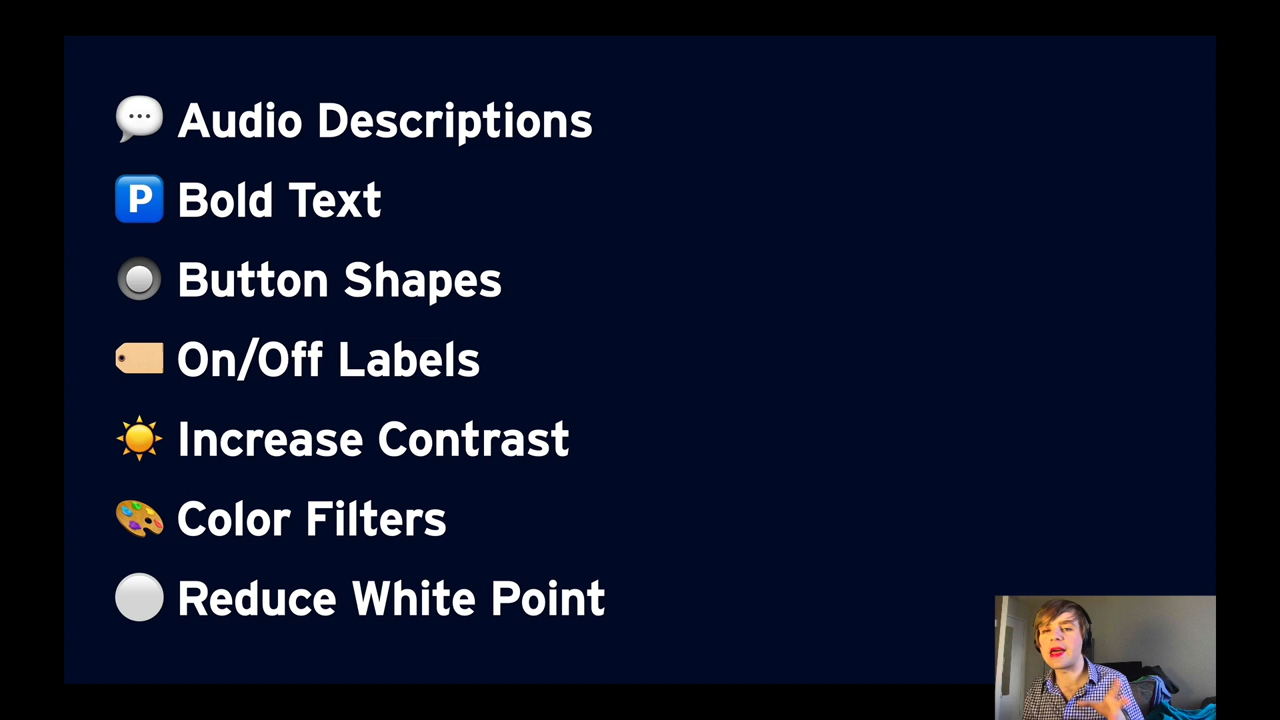 Audio Descriptions
🅿️ Bold Text
Button Shapes
On/Off Labels
Increase Contrast
Color Filters
Reduce White Point